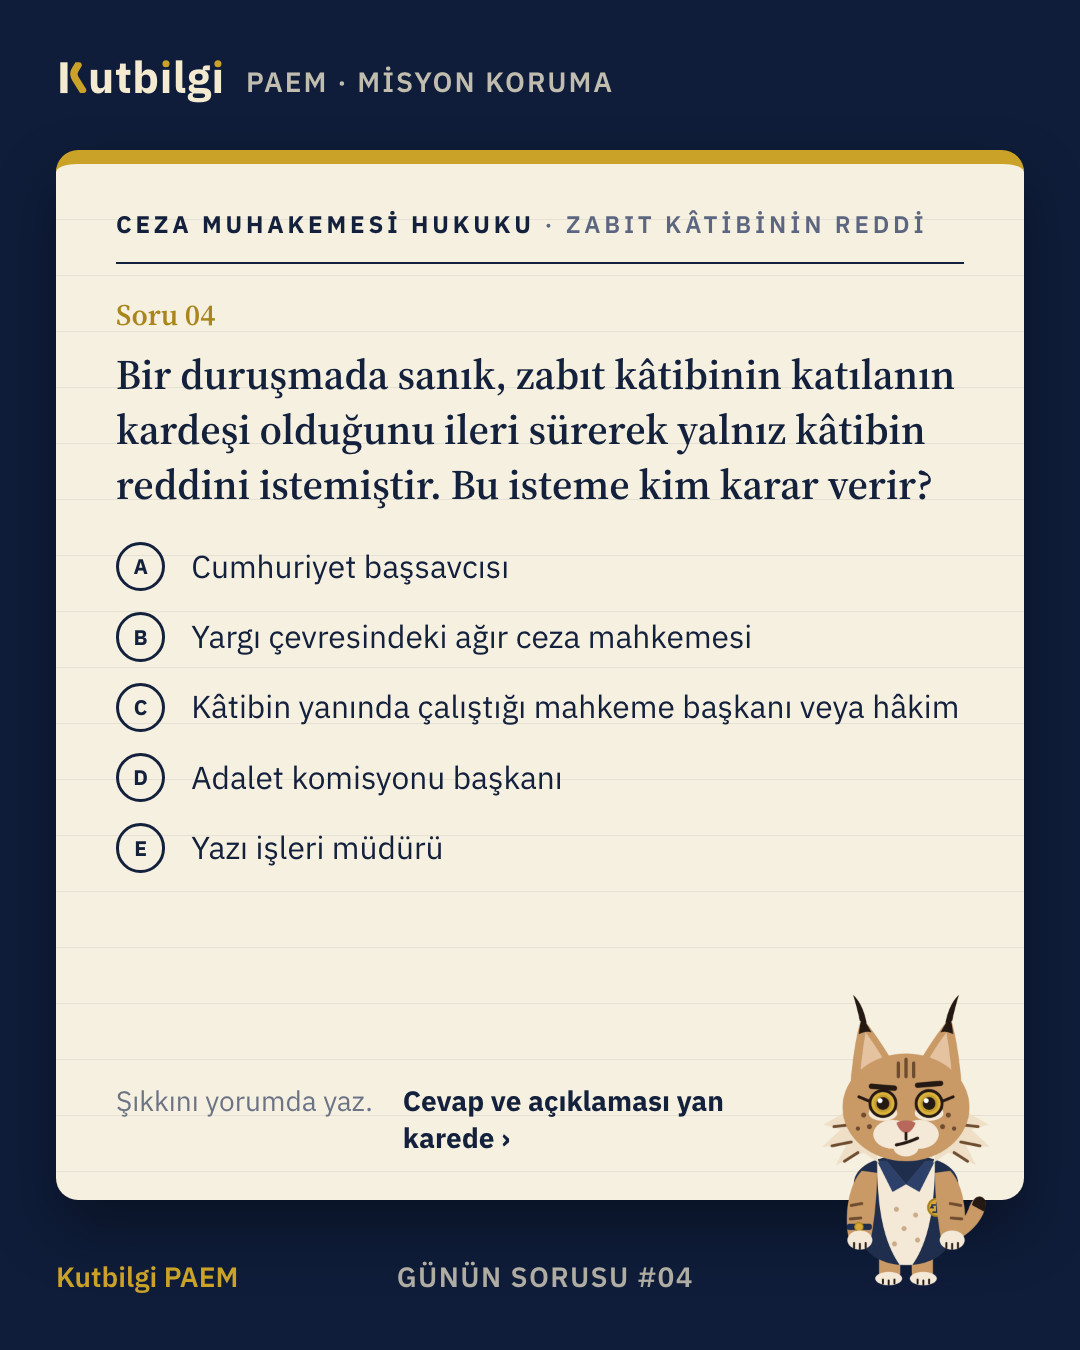 Kutbilgi PAEM · MİSYON KORUMA
CEZA MUHAKEMESİ HUKUKU · ZABIT KÂTİBİNİN REDDİ
Soru 04
Bir duruşmada sanık, zabıt kâtibinin katılanın
kardeşi olduğunu ileri sürerek yalnız kâtibin
reddini istemiştir. Bu isteme kim karar verir?
A Cumhuriyet başsavcısı
B Yargı çevresindeki ağır ceza mahkemesi
C Kâtibin yanında çalıştığı mahkeme başkanı veya hâkim
D Adalet komisyonu başkanı
E Yazı işleri müdürü
Şıkkını yorumda yaz. Cevap ve açıklaması yan
karede ›
Kutbilgi PAEM GÜNÜN SORUSU #04